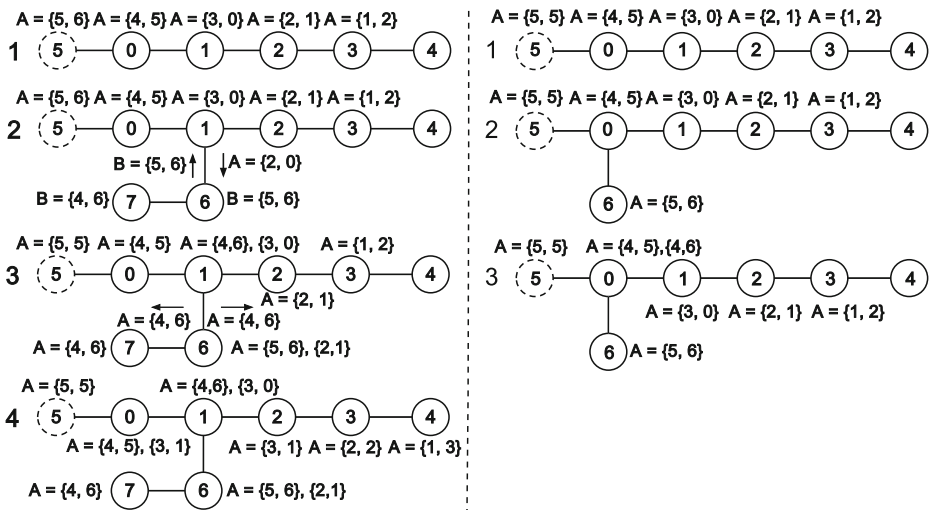 A = {5, 6} A = {4, 5} A = {3, 0} A = {2, 1} A = {1, 2}
1 5 0 1 2 3 4
A = {5, 6} A = {4, 5} A = {3, 0} A = {2, 1} A = {1, 2}
2 5 0 1 2 3 4
B = {5, 6} A = {2, 0}
B = {4, 6} 7 6 B = {5, 6}
A = {5, 5} A = {4, 5} A = {4,6}, {3, 0} A = {1, 2}
3 5 0 1 2 3 4
A = {2, 1}
A = {4, 6} A = {4, 6}
A = {4, 6} 7 6 A = {5, 6}, {2,1}
A = {5, 5} A = {4,6}, {3, 0}
4 5 0 1 2 3 4
A = {4, 5}, {3, 1} A = {3, 1} A = {2, 2} A = {1, 3}
A = {4, 6} 7 6 A = {5, 6}, {2,1}
A = {5, 5} A = {4, 5} A = {3, 0} A = {2, 1} A = {1, 2}
1 5 0 1 2 3 4
A = {5, 5} A = {4, 5} A = {3, 0} A = {2, 1} A = {1, 2}
2 5 0 1 2 3 4
6 A = {5, 6}
A = {5, 5} A = {4, 5},{4,6}
3 5 0 1 2 3 4
A = {3, 0} A = {2, 1} A = {1, 2}
6 A = {5, 6}